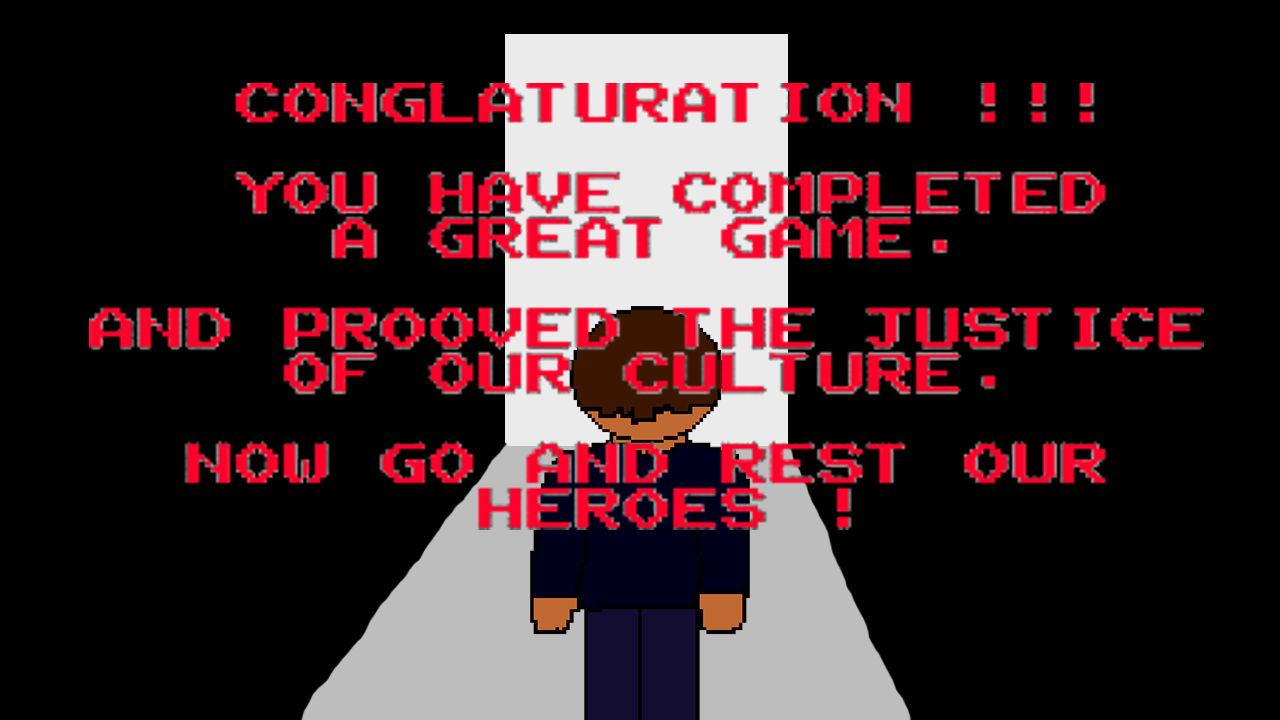 CONGLATURATION !!!
YOU HAVE COMPLETED
A GREAT GAME.
AND PROOVED THE JUSTICE
OF OUR CULTURE.
NOW GO AND REST OUR
HEROES !